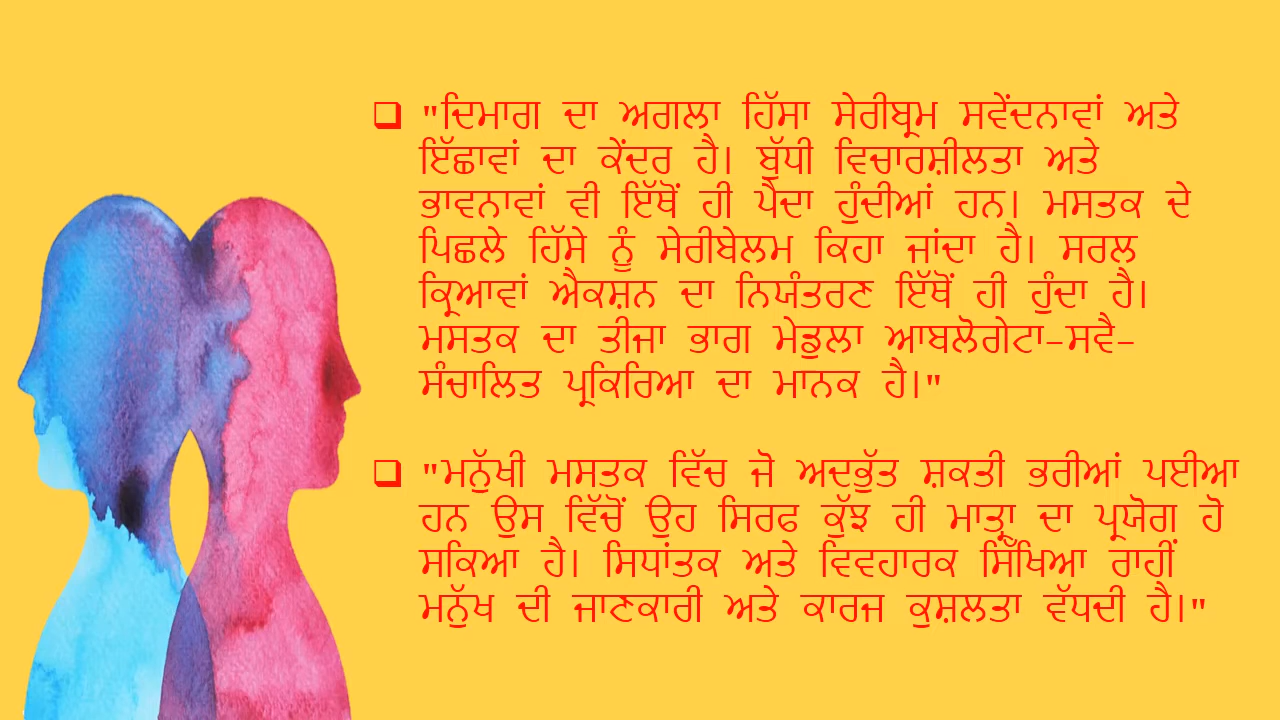 ❑ "ਦਿਮਾਗ ਦਾ ਅਗਲਾ ਹਿੱਸਾ ਸੇਰੀਬ੍ਰਮ ਸਵੇਂਦਨਾਵਾਂ ਅਤੇ
ਇੱਛਾਵਾਂ ਦਾ ਕੇਂਦਰ ਹੈ। ਬੁੱਧੀ ਵਿਚਾਰਸ਼ੀਲਤਾ ਅਤੇ
ਭਾਵਨਾਵਾਂ ਵੀ ਇੱਥੋਂ ਹੀ ਪੈਦਾ ਹੁੰਦੀਆਂ ਹਨ। ਮਸਤਕ ਦੇ
ਪਿਛਲੇ ਹਿੱਸੇ ਨੂੰ ਸੇਰੀਬੇਲਮ ਕਿਹਾ ਜਾਂਦਾ ਹੈ। ਸਰਲ
ਕ੍ਰਿਆਵਾਂ ਐਕਸ਼ਨ ਦਾ ਨਿਯੰਤਰਣ ਇੱਥੋਂ ਹੀ ਹੁੰਦਾ ਹੈ।
ਮਸਤਕ ਦਾ ਤੀਜਾ ਭਾਗ ਮੇਡੁਲਾ ਆਬਲੋਗੇਟਾ-ਸਵੈ-
ਸੰਚਾਲਿਤ ਪ੍ਰਕਿਰਿਆ ਦਾ ਮਾਨਕ ਹੈ।"
❑ "ਮਨੁੱਖੀ ਮਸਤਕ ਵਿੱਚ ਜੋ ਅਦਭੁੱਤ ਸ਼ਕਤੀ ਭਰੀਆਂ ਪਈਆ
ਹਨ ਉਸ ਵਿੱਚੋਂ ਉਹ ਸਿਰਫ ਕੁੱਝ ਹੀ ਮਾਤ੍ਰਾ ਦਾ ਪ੍ਰਯੋਗ ਹੋ
ਸਕਿਆ ਹੈ। ਸਿਧਾਂਤਕ ਅਤੇ ਵਿਵਹਾਰਕ ਸਿੱਖਿਆ ਰਾਹੀਂ
ਮਨੁੱਖ ਦੀ ਜਾਣਕਾਰੀ ਅਤੇ ਕਾਰਜ ਕੁਸ਼ਲਤਾ ਵੱਧਦੀ ਹੈ।"